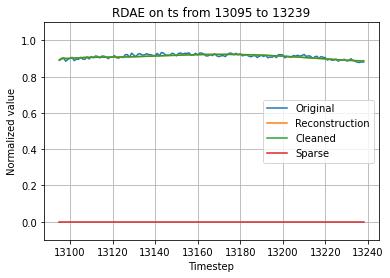 RDAE on ts from 13095 to 13239
Normalized value
1.0
0.8
0.6
0.4
0.2
0.0
Original
Reconstruction
Cleaned
Sparse
13100 13120 13140 13160 13180 13200 13220 13240
Timestep